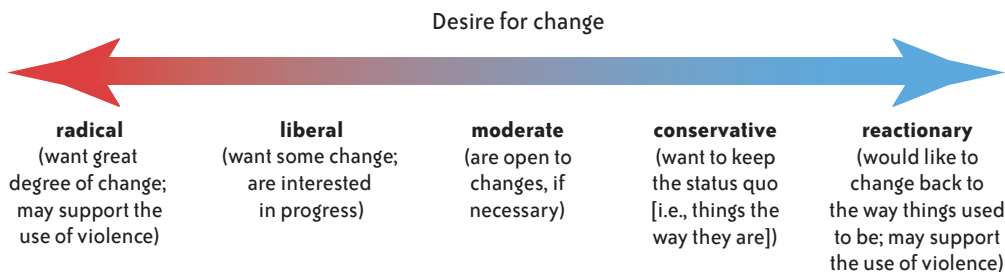 Desire for change
radical
(want great
degree of change;
may support the
use of violence)
liberal
(want some change;
are interested
in progress)
moderate
(are open to
changes, if
necessary)
conservative
(want to keep
the status quo
[i.e., things the
way they are])
reactionary
(would like to
change back to
the way things used
to be; may support
the use of violence)